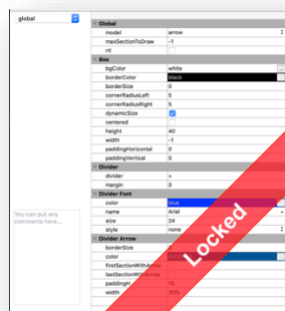 global
Global
model arrow
maxSectionToDraw -1
rtl
Box
bgColor white
borderColor black
borderSize 0
cornerRadiusLeft 5
cornerRadiusRight 5
dynamicSize
centered
height 40
width -1
paddingHorizontal 0
paddingVertical 0
Divider
divider >
margin 0
Divider Font
color blue
name Arial
size 24
style none
Divider Arrow
borderSize
color
firstSectionWithArrow
lastSectionWithArrow
width
You can put any
comments here...
Locked